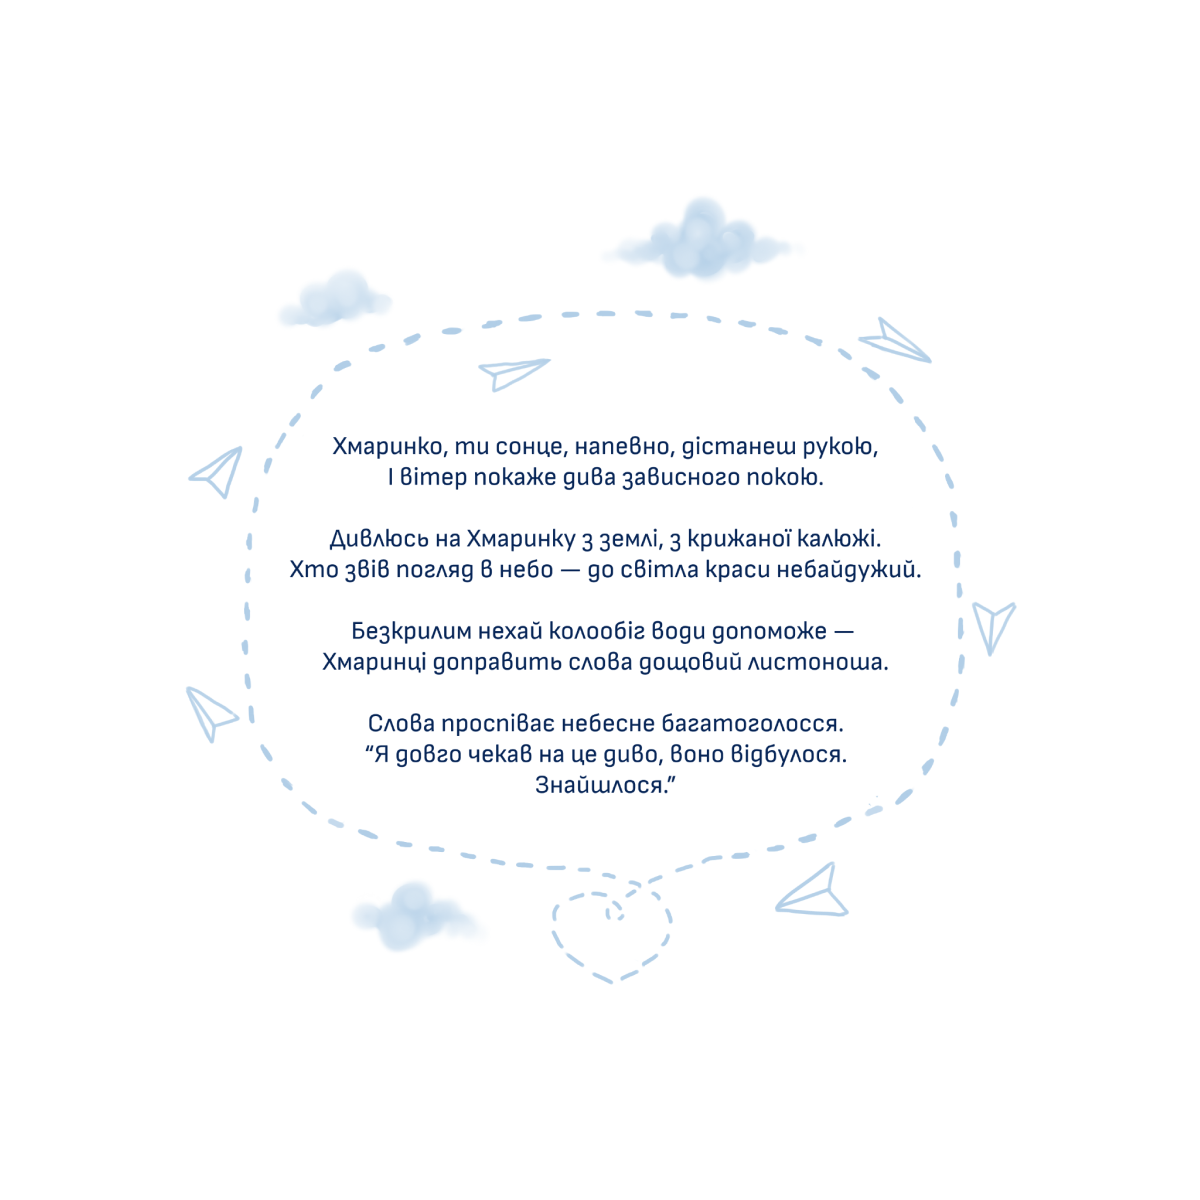 Хмаринко, ти сонце, напевно, дістанеш рукою,
І вітер покаже дива зависного покою.
Дивлюсь на Хмаринку з землі, з крижаної калюжі.
Хто звів погляд в небо — до світла краси небайдужий.
Безкрилим нехай колообіг води допоможе —
Хмаринці доправить слова дощовий листоноша.
Слова проспіває небесне багатоголосся.
“Я довго чекав на це диво, воно відбулося.
Знайшлося.”